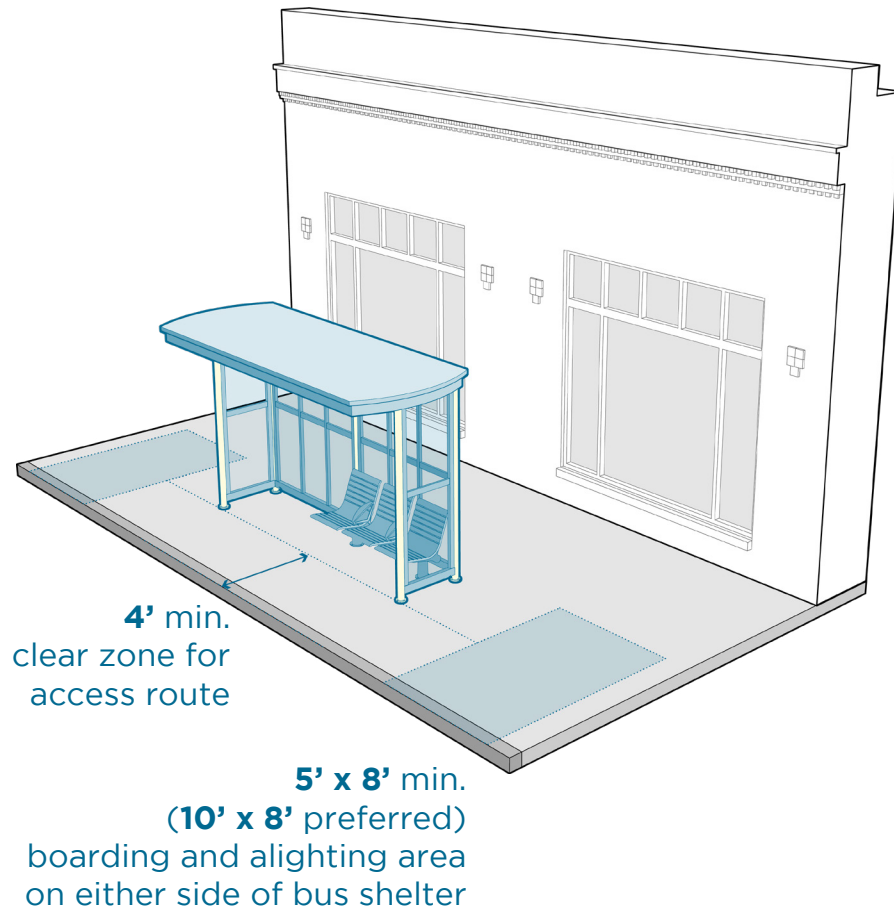 4’ min.
clear zone for
access route
5’ x 8’ min.
(10’ x 8’ preferred)
boarding and alighting area
on either side of bus shelter